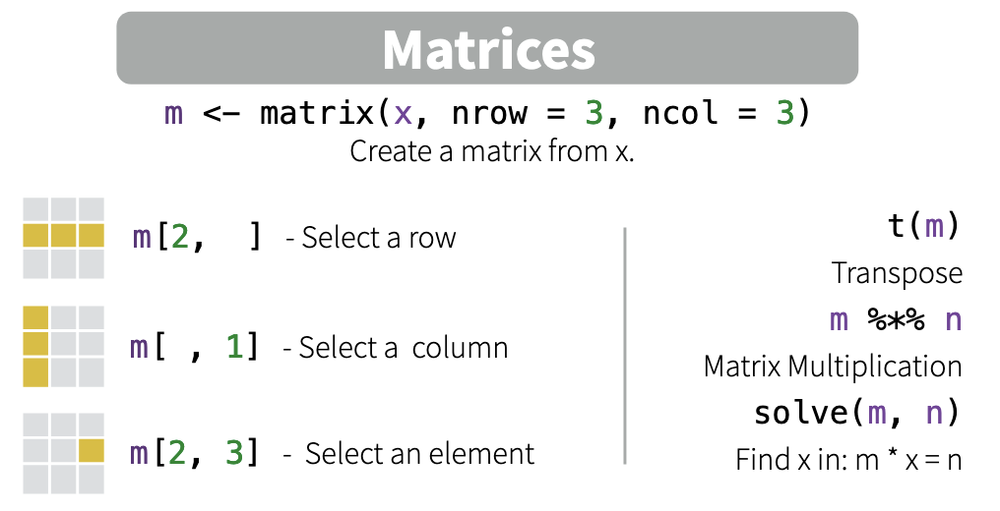 Matrices
m <- matrix(x, nrow = 3, ncol = 3)
Create a matrix from x.
m[2, ] - Select a row
m[ , 1] - Select a column
m[2, 3] - Select an element
t(m)
Transpose
m %*% n
Matrix Multiplication
solve(m, n)
Find x in: m * x = n